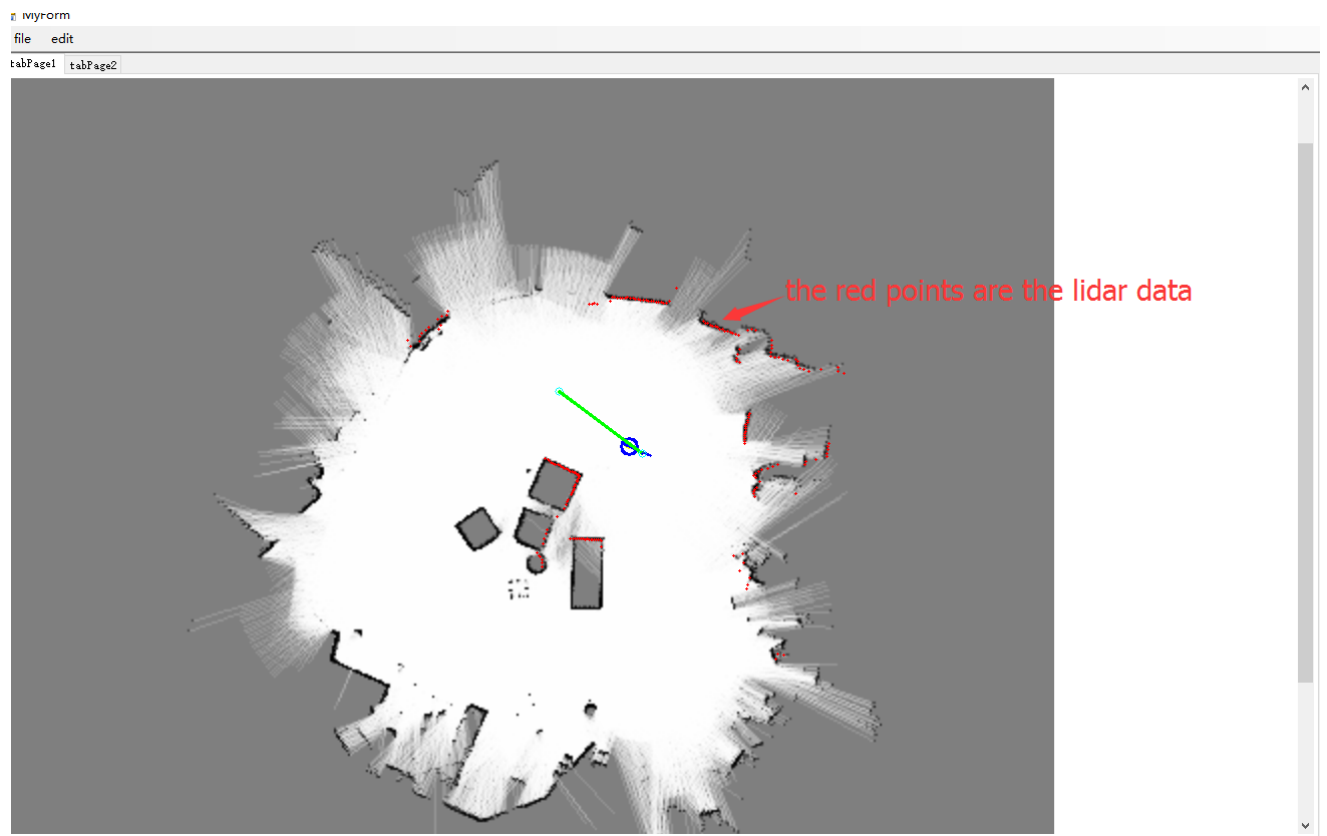 MyForm
file edit
tabPage1 tabPage2
the red points are the lidar data